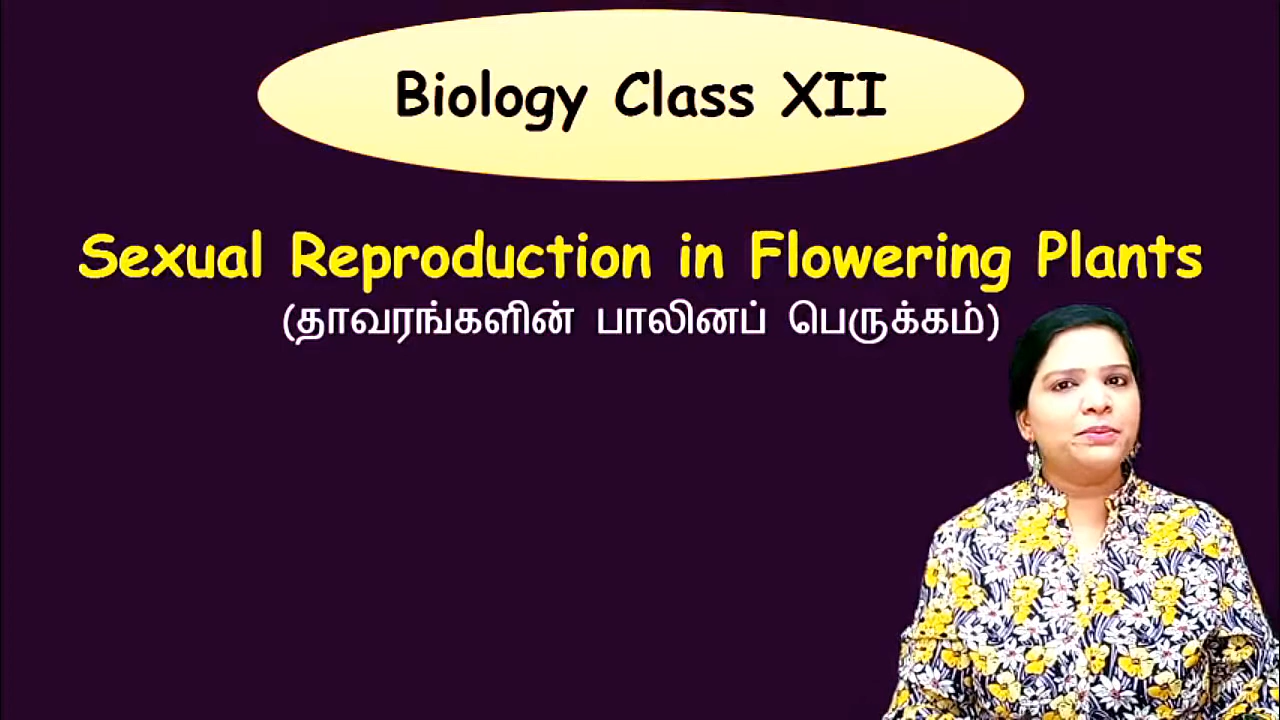 Biology Class XII
Sexual Reproduction in Flowering Plants
(தாவரங்களின் பாலினப் பெருக்கம்)